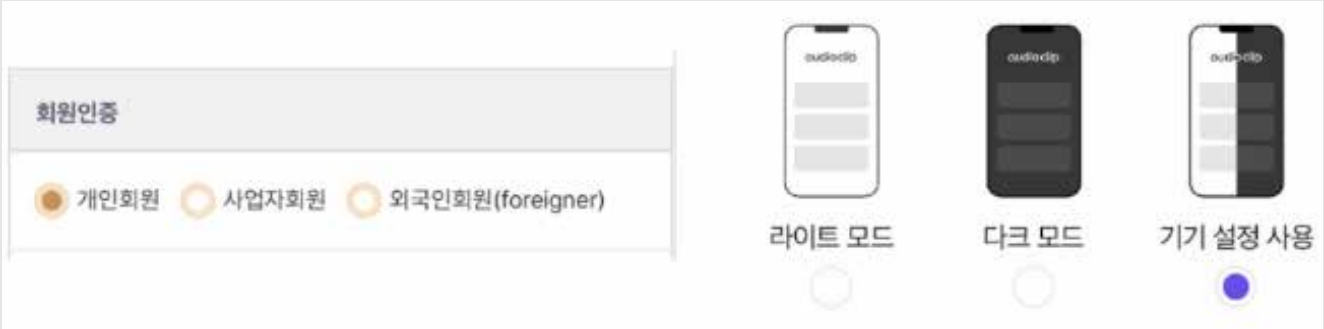 회원인증
개인회원 사업자회원 외국인회원(foreigner)
audioclip audioclip audioclip
라이트 모드 다크 모드 기기 설정 사용